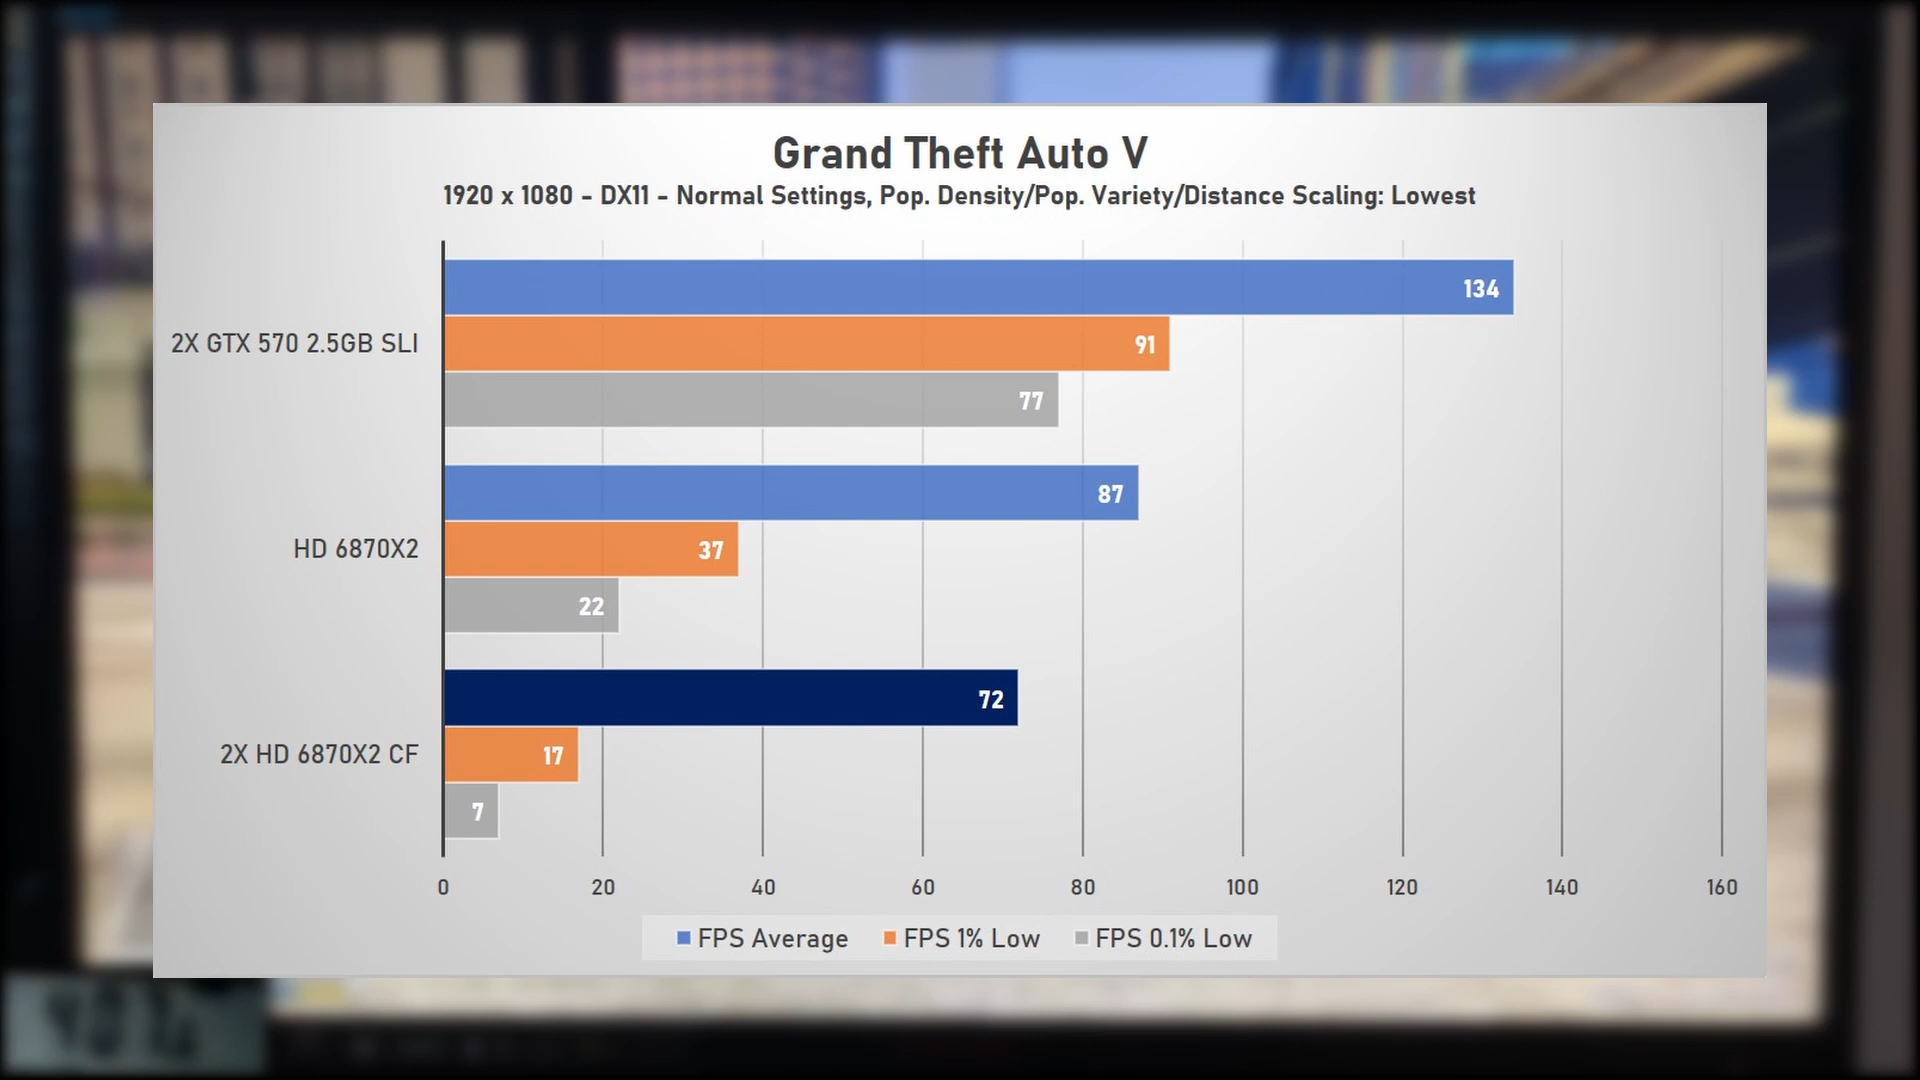 Grand Theft Auto V
1920 x 1080 - DX11 - Normal Settings, Pop. Density/Pop. Variety/Distance Scaling: Lowest
2X GTX 570 2.5GB SLI
134
91
77
HD 6870X2
87
37
22
2X HD 6870X2 CF
72
17
7
0 20 40 60 80 100 120 140 160
FPS Average FPS 1% Low FPS 0.1% Low